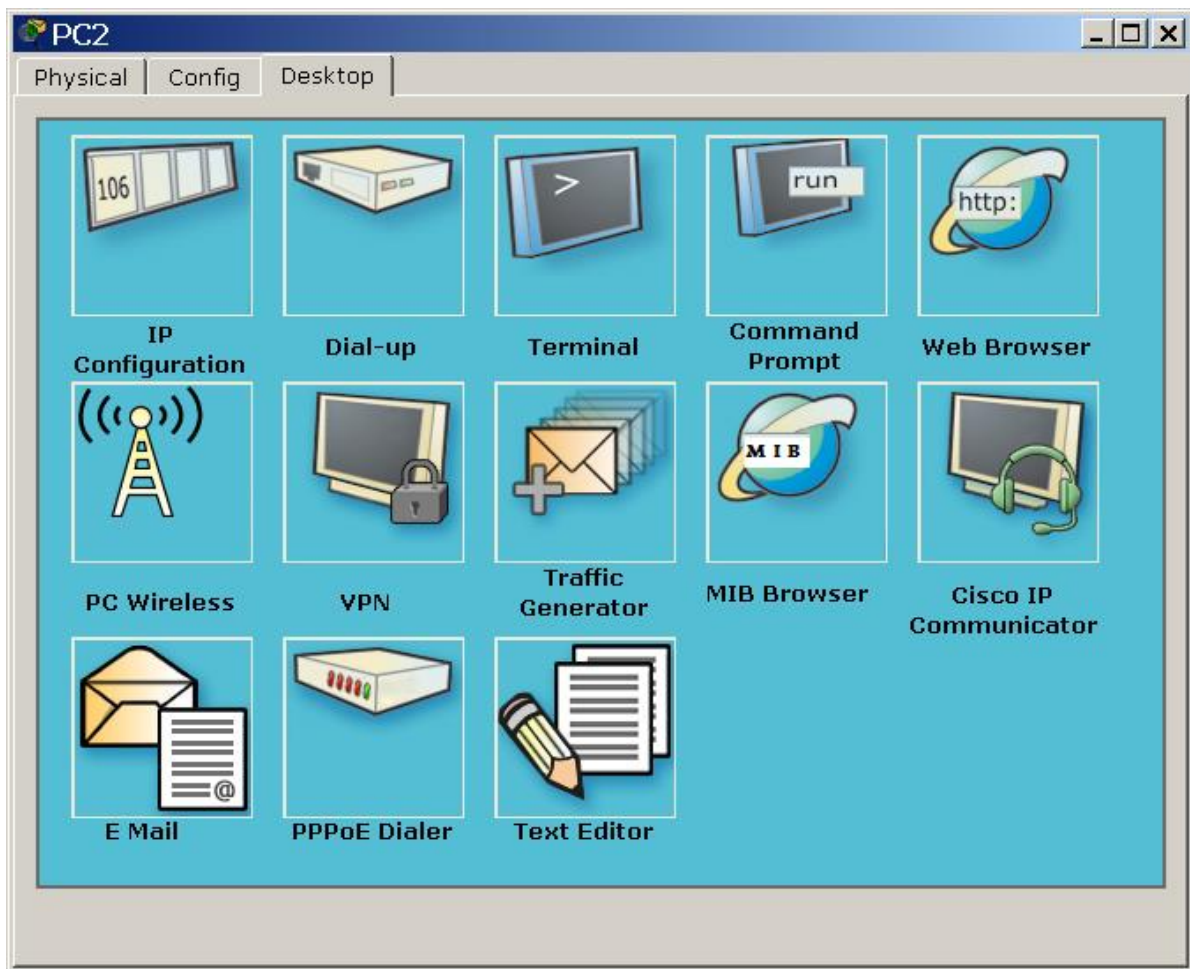 PC2
Physical Config Desktop
106
>
run
http:
IP
Configuration
Dial-up
Terminal
Command
Prompt
Web Browser
MIB
PC Wireless
VPN
Traffic
Generator
MIB Browser
Cisco IP
Communicator
@
E Mail
PPPoE Dialer
Text Editor